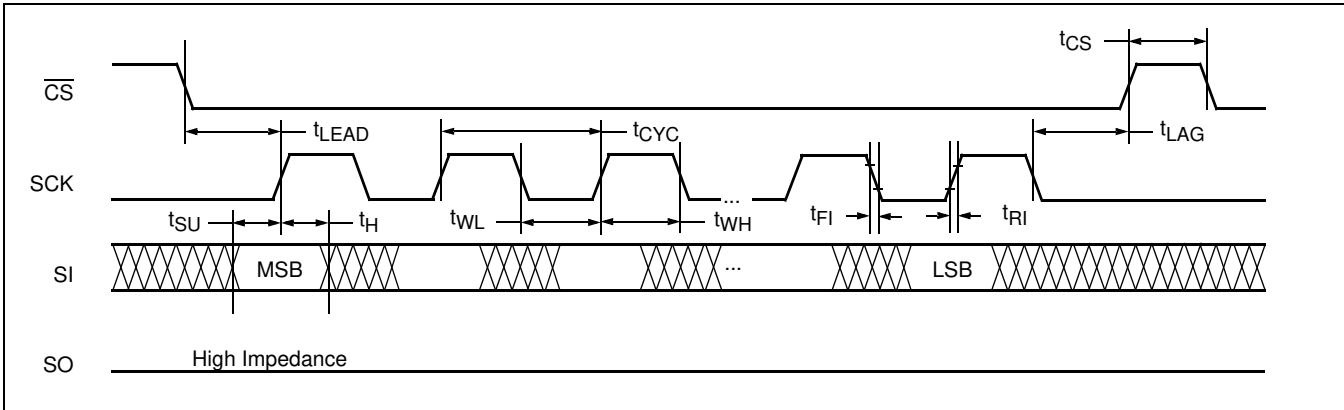 tCS
CS
tLEAD
tCYC
tLAG
SCK
...
tSU
tH
tWL
tWH
tFI
tRI
SI
MSB
...
LSB
SO
High Impedance